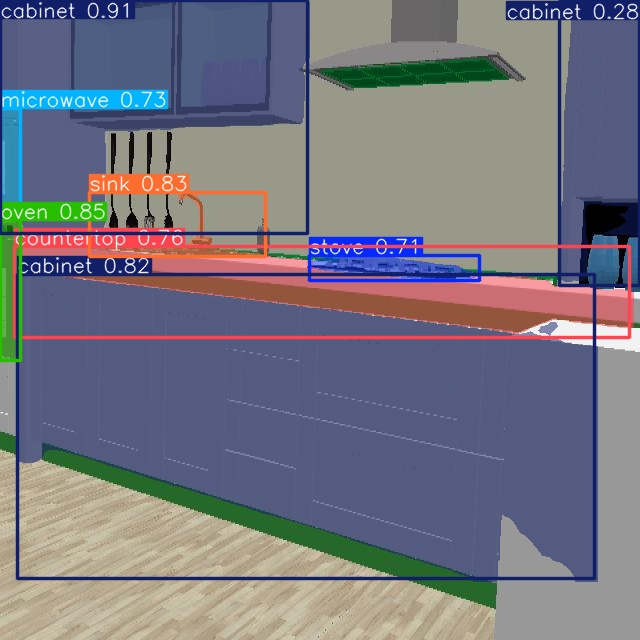 cabinet 0.91
cabinet 0.28
microwave 0.73
sink 0.83
oven 0.85
countertop 0.76
stove 0.71
cabinet 0.82